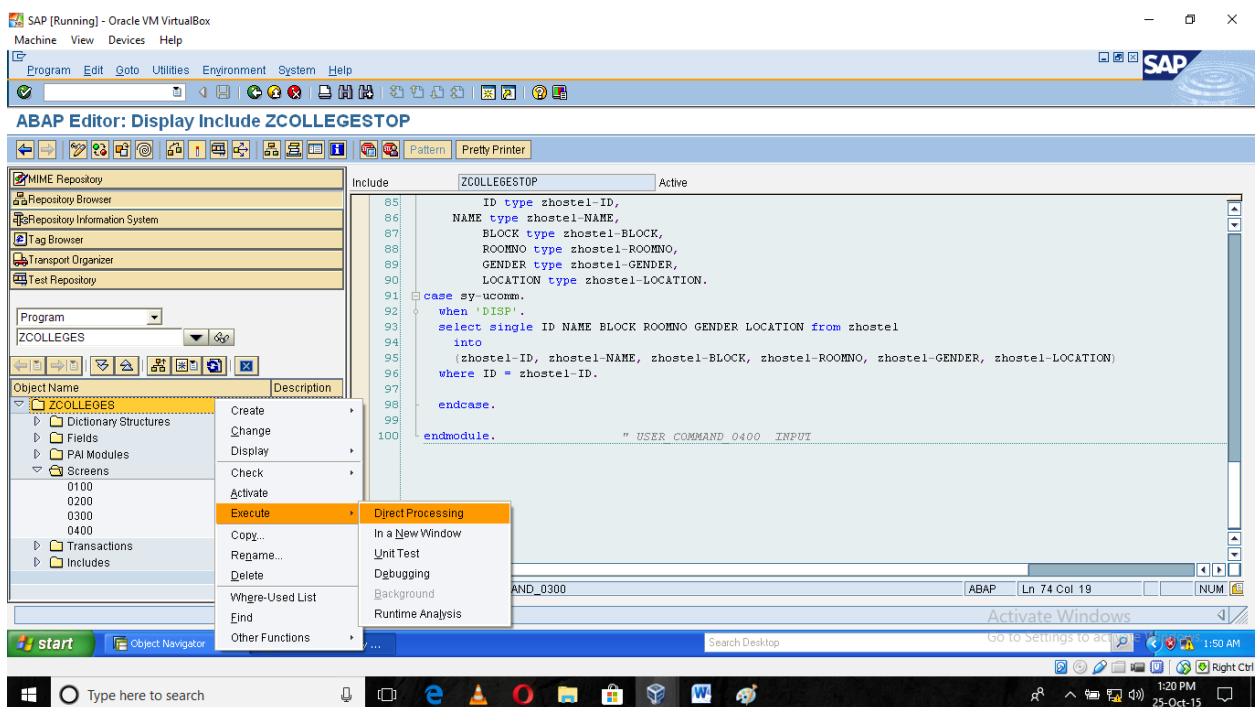 SAP [Running] - Oracle VM VirtualBox
Machine View Devices Help
Program Edit Goto Utilities Environment System Help
SAP
ABAP Editor: Display Include ZCOLLEGESTOP
Pattern Pretty Printer
MIME Repository
Repository Browser
Repository Information System
Tag Browser
Transport Organizer
Test Repository
Program
ZCOLLEGES
Object Name Description
ZCOLLEGES
Dictionary Structures
Fields
PAI Modules
Screens
0100
0200
0300
0400
Transactions
Includes
Create
Change
Display
Check
Activate
Execute
Copy...
Rename...
Delete
Where-Used List
Find
Other Functions
Direct Processing
In a New Window
Unit Test
Debugging
Background
Runtime Analysis
Include ZCOLLEGESTOP Active
85 ID type zhostel-ID,
86 NAME type zhostel-NAME,
87 BLOCK type zhostel-BLOCK,
88 ROOMNO type zhostel-ROOMNO,
89 GENDER type zhostel-GENDER,
90 LOCATION type zhostel-LOCATION.
91 case sy-ucomm.
92 when 'DISP'.
93 select single ID NAME BLOCK ROOMNO GENDER LOCATION from zhostel
94 into
95 (zhostel-ID, zhostel-NAME, zhostel-BLOCK, zhostel-ROOMNO, zhostel-GENDER, zhostel-LOCATION)
96 where ID = zhostel-ID.
97
98 endcase.
99
100 endmodule. " USER_COMMAND_0400 INPUT
AND_0300 ABAP Ln 74 Col 19 NUM
Activate Windows
Go to Settings to activate Windows.
start Object Navigator ... Search Desktop 1:50 AM
Right Ctrl
Type here to search 1:20 PM
25-Oct-15